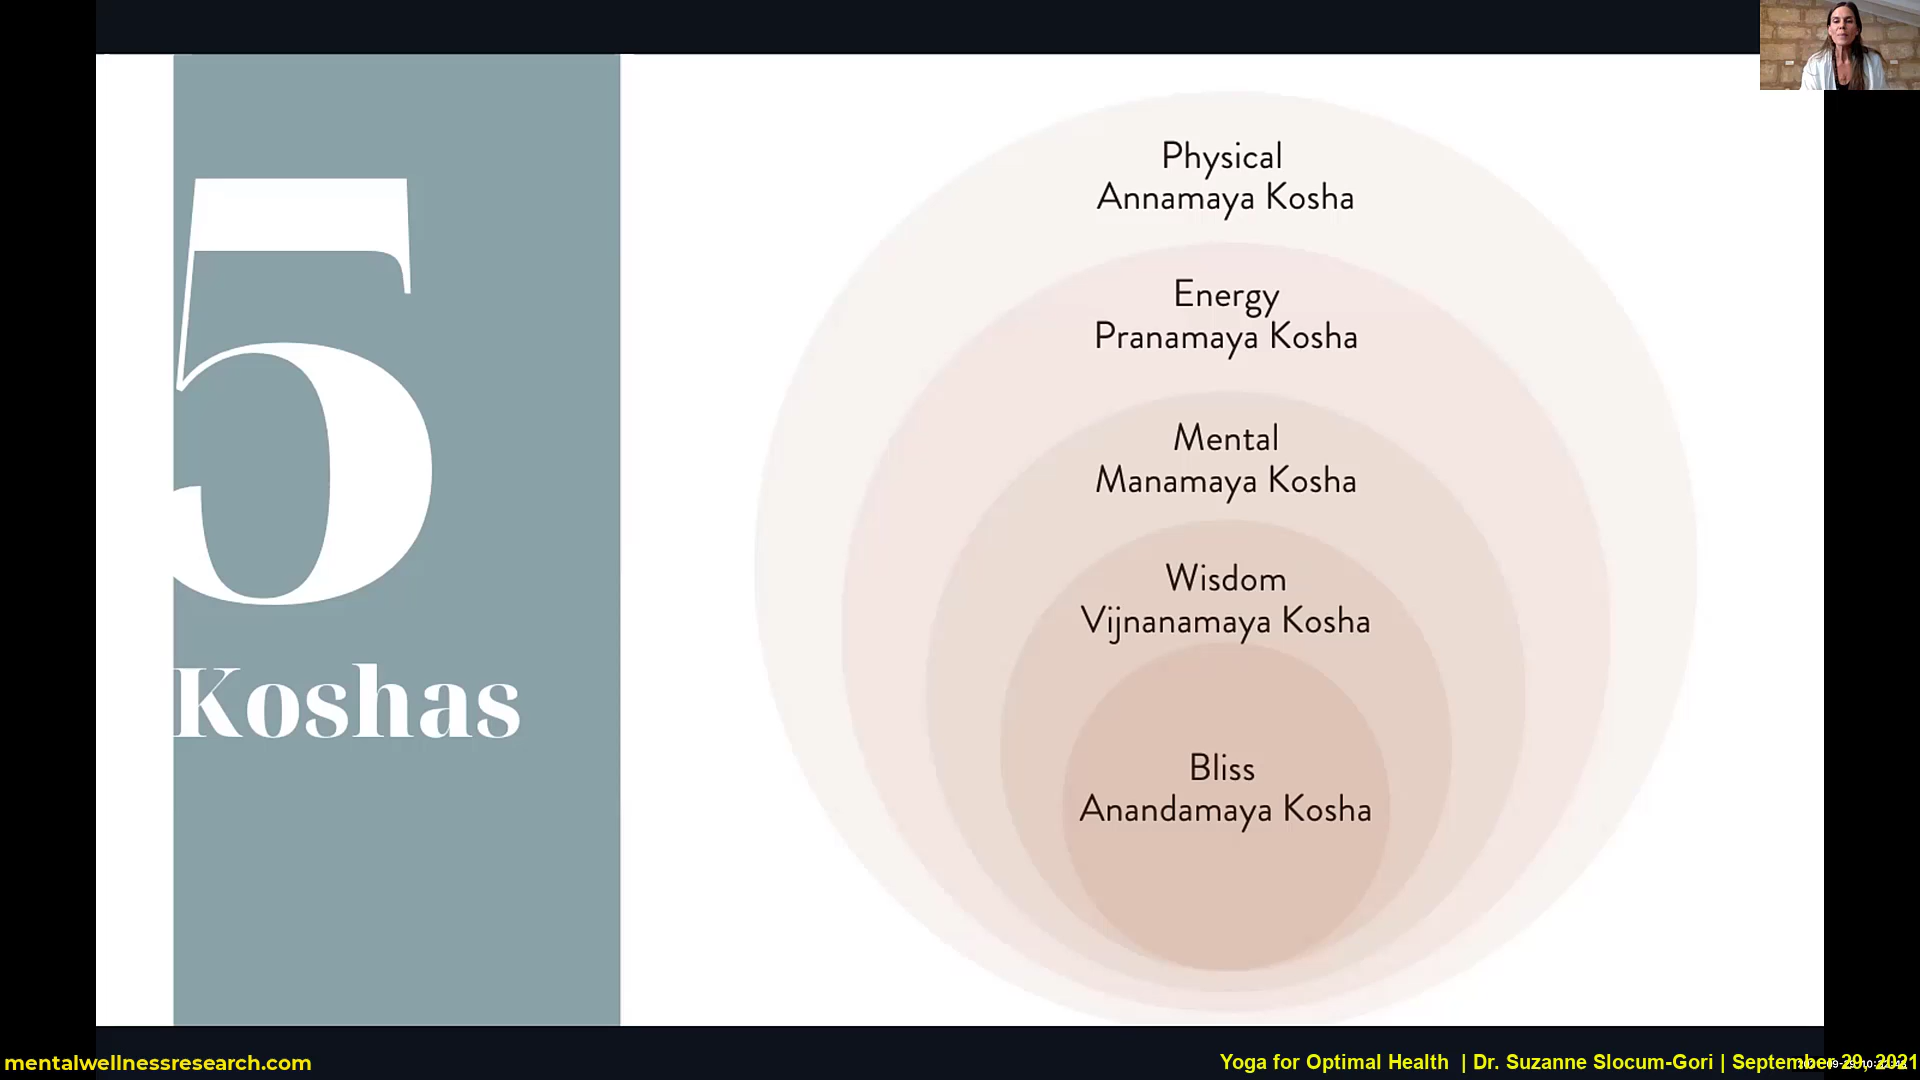 5
Koshas
Physical
Annamaya Kosha
Energy
Pranamaya Kosha
Mental
Manamaya Kosha
Wisdom
Vijnanamaya Kosha
Bliss
Anandamaya Kosha
mentalwellnessresearch.com
Yoga for Optimal Health | Dr. Suzanne Slocum-Gori | September 29, 2021